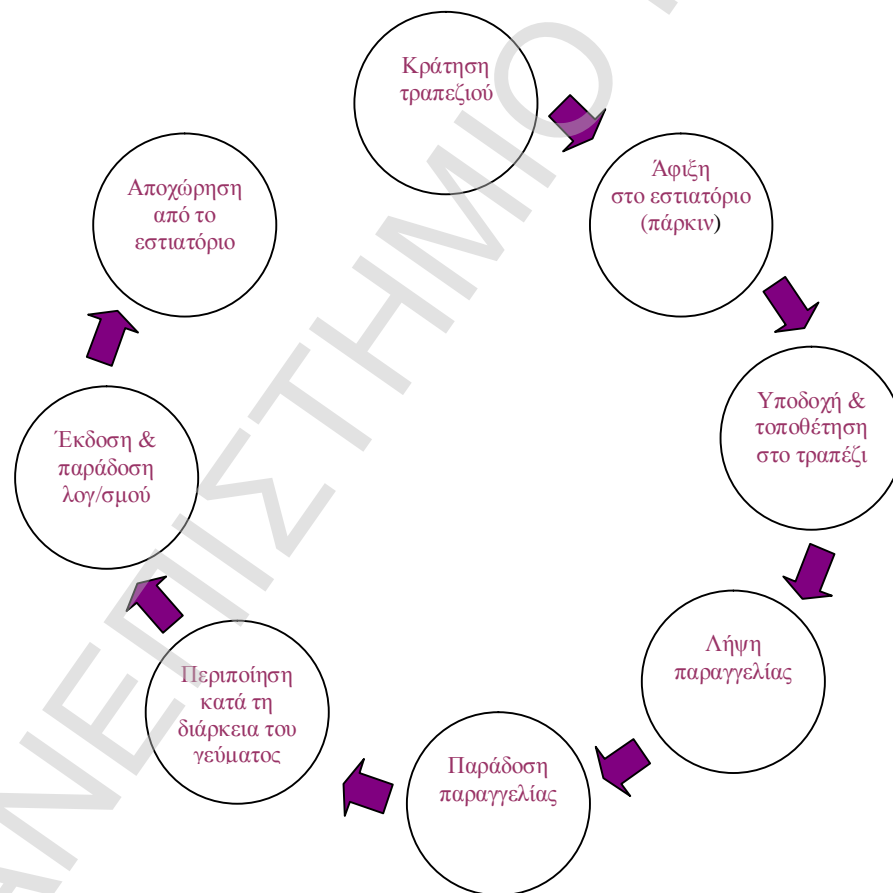 Κράτηση
τραπεζιού
Άφιξη
στο εστιατόριο
(πάρκιν)
Υποδοχή &
τοποθέτηση
στο τραπέζι
Λήψη
παραγγελίας
Παράδοση
παραγγελίας
Περιποίηση
κατά τη
διάρκεια του
γεύματος
Έκδοση &
παράδοση
λογ/σμού
Αποχώρηση
από το
εστιατόριο
ΑΝΕΠΙΣΤΗΜΙΟ